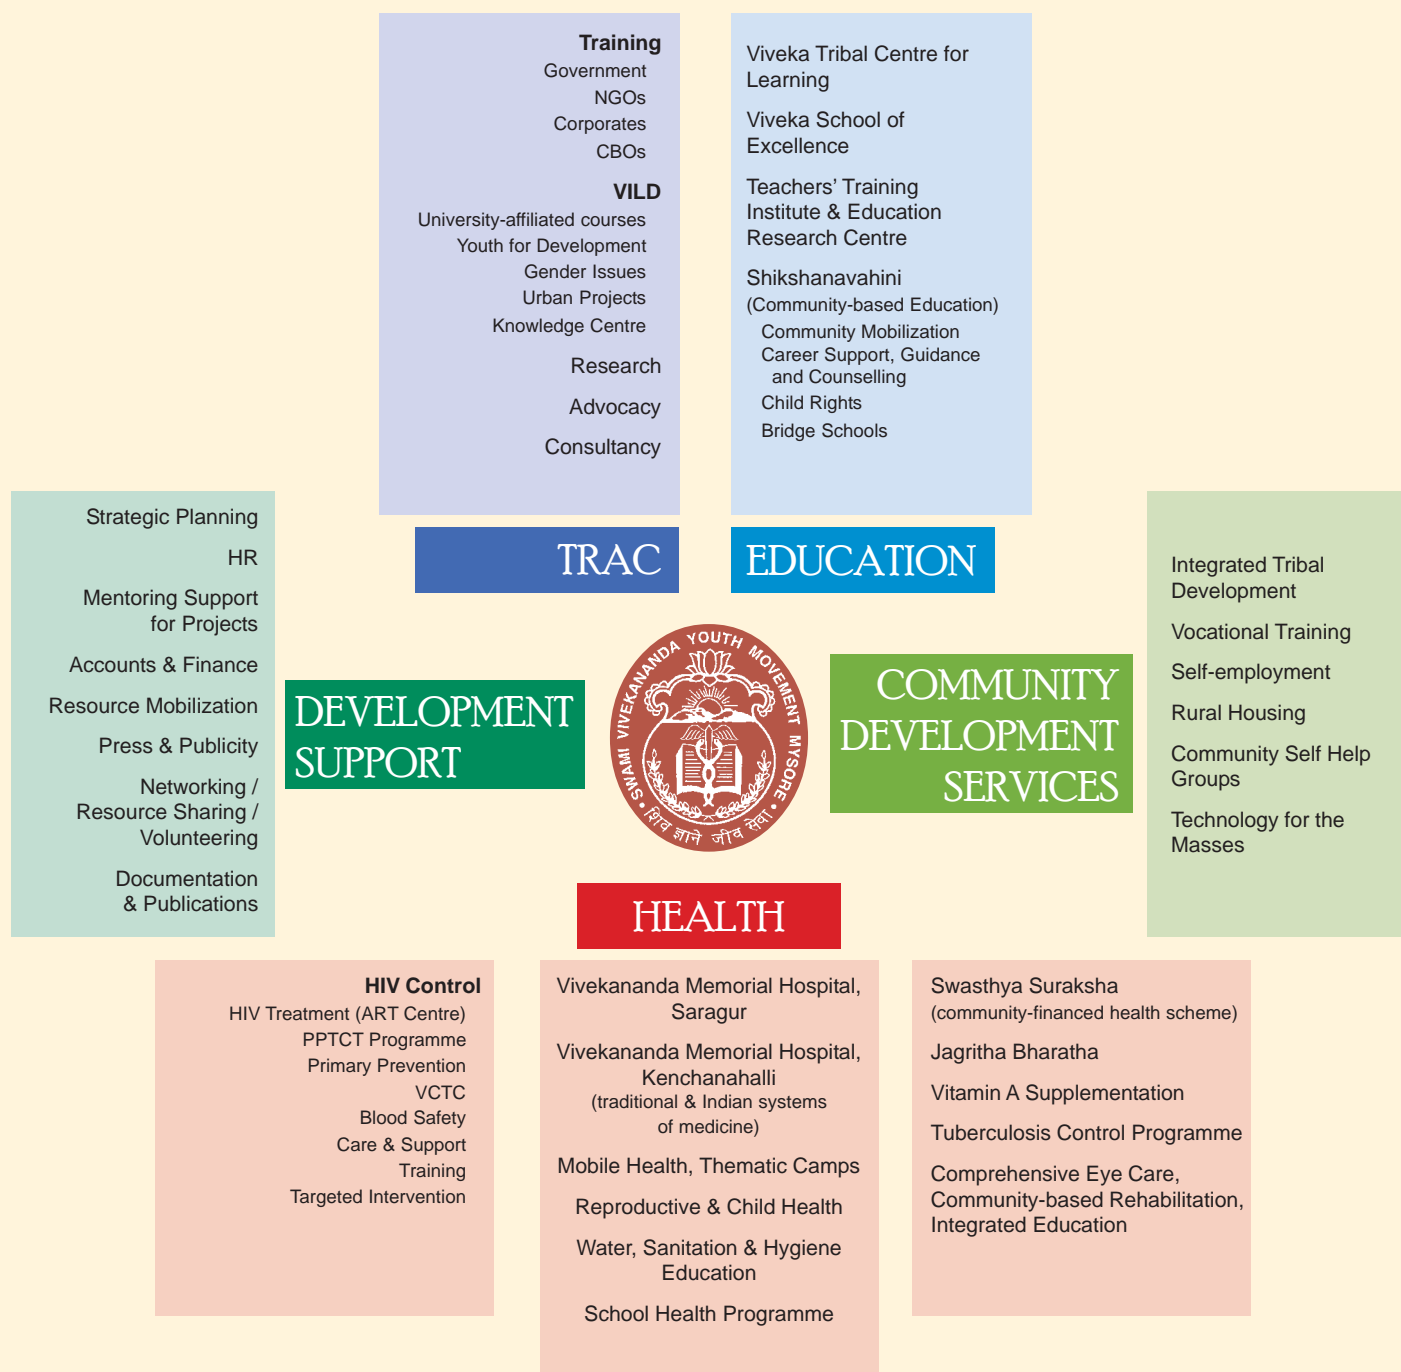 Training
Government
NGOs
Corporates
CBOs
VILD
University-affiliated courses
Youth for Development
Gender Issues
Urban Projects
Knowledge Centre
Research
Advocacy
Consultancy
TRAC
Viveka Tribal Centre for
Learning
Viveka School of
Excellence
Teachers’ Training
Institute & Education
Research Centre
Shikshanavahini
(Community-based Education)
Community Mobilization
Career Support, Guidance
and Counselling
Child Rights
Bridge Schools
EDUCATION
Strategic Planning
HR
Mentoring Support
for Projects
Accounts & Finance
Resource Mobilization
Press & Publicity
Networking /
Resource Sharing /
Volunteering
Documentation
& Publications
DEVELOPMENT
SUPPORT
SWAMI VIVEKANANDA YOUTH MOVEMENT MYSORE
शिव ज्ञाने जीव सेवा
COMMUNITY
DEVELOPMENT
SERVICES
Integrated Tribal
Development
Vocational Training
Self-employment
Rural Housing
Community Self Help
Groups
Technology for the
Masses
HEALTH
HIV Control
HIV Treatment (ART Centre)
PPTCT Programme
Primary Prevention
VCTC
Blood Safety
Care & Support
Training
Targeted Intervention
Vivekananda Memorial Hospital,
Saragur
Vivekananda Memorial Hospital,
Kenchanahalli
(traditional & Indian systems
of medicine)
Mobile Health, Thematic Camps
Reproductive & Child Health
Water, Sanitation & Hygiene
Education
School Health Programme
Swasthya Suraksha
(community-financed health scheme)
Jagritha Bharatha
Vitamin A Supplementation
Tuberculosis Control Programme
Comprehensive Eye Care,
Community-based Rehabilitation,
Integrated Education